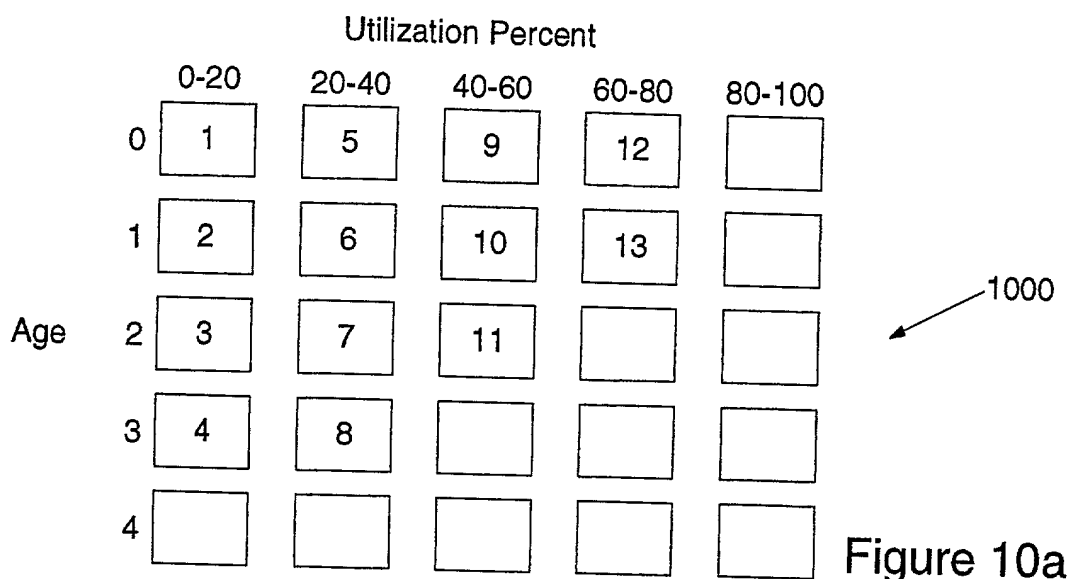 Utilization Percent
0-20 20-40 40-60 60-80 80-100
0 1 5 9 12
1 2 6 10 13
1000
Age 2 3 7 11
3 4 8
4
Figure 10a